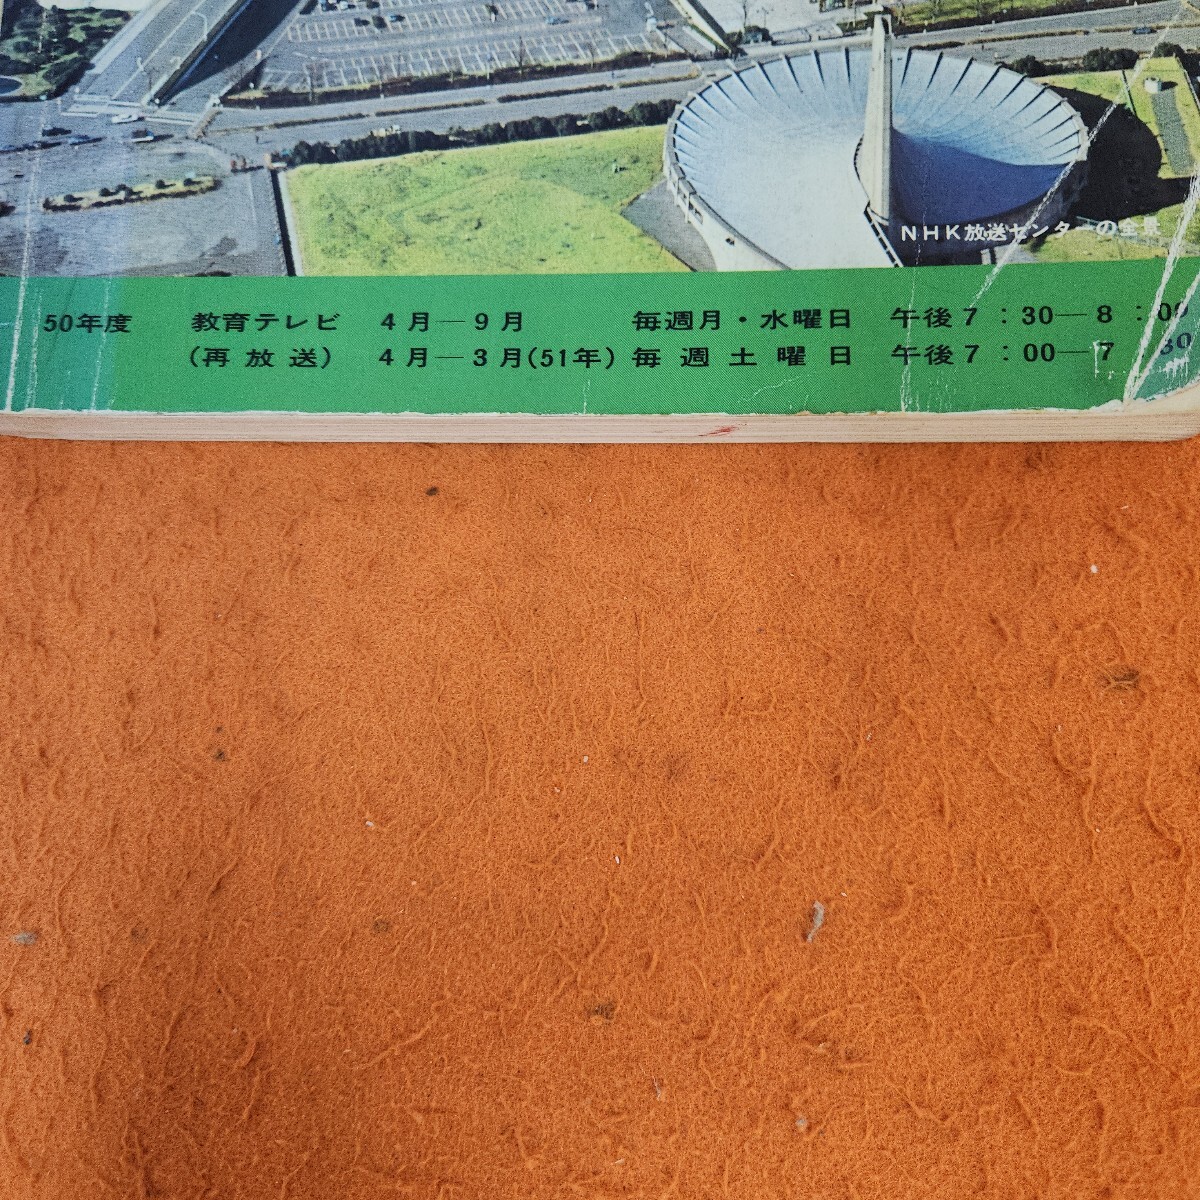 NHK放送センターの全景
50年度 教育テレビ 4月—9月 毎週月・水曜日 午後7:30—8:00
(再放送) 4月—3月(51年) 毎週土曜日 午後7:00—7:30